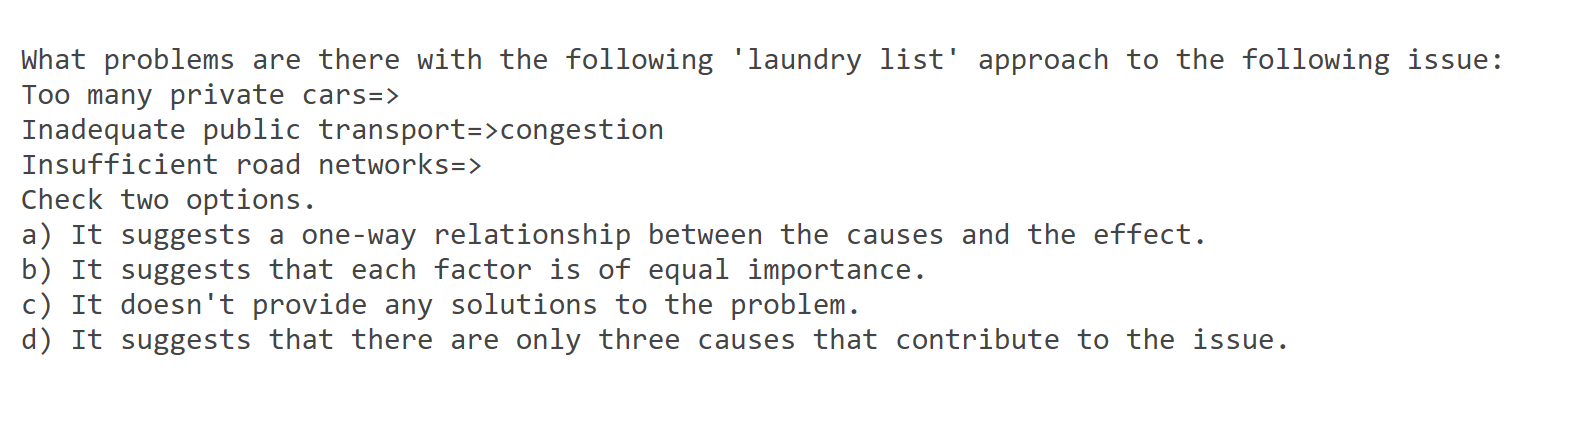 What problems are there with the following 'laundry list' approach to the following issue:
Too many private cars=>
Inadequate public transport=>congestion
Insufficient road networks=>
Check two options.
a) It suggests a one-way relationship between the causes and the effect.
b) It suggests that each factor is of equal importance.
c) It doesn't provide any solutions to the problem.
d) It suggests that there are only three causes that contribute to the issue.